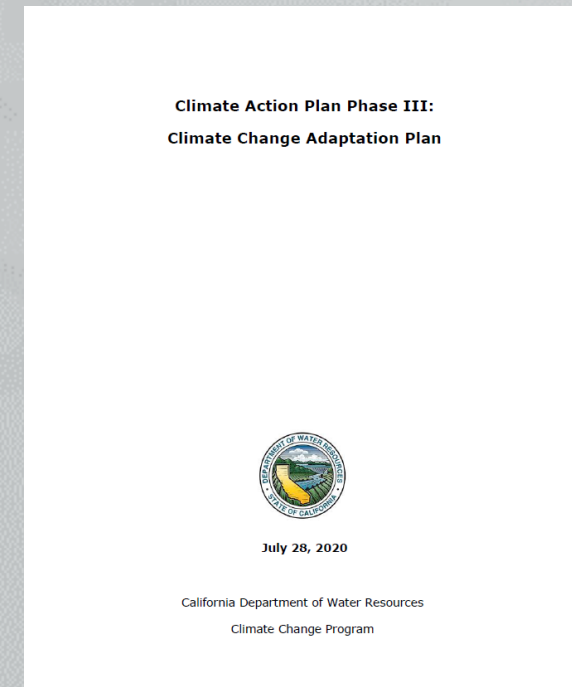 Climate Action Plan Phase III:
Climate Change Adaptation Plan
DEPARTMENT OF WATER RESOURCES
STATE OF CALIFORNIA
July 28, 2020
California Department of Water Resources
Climate Change Program